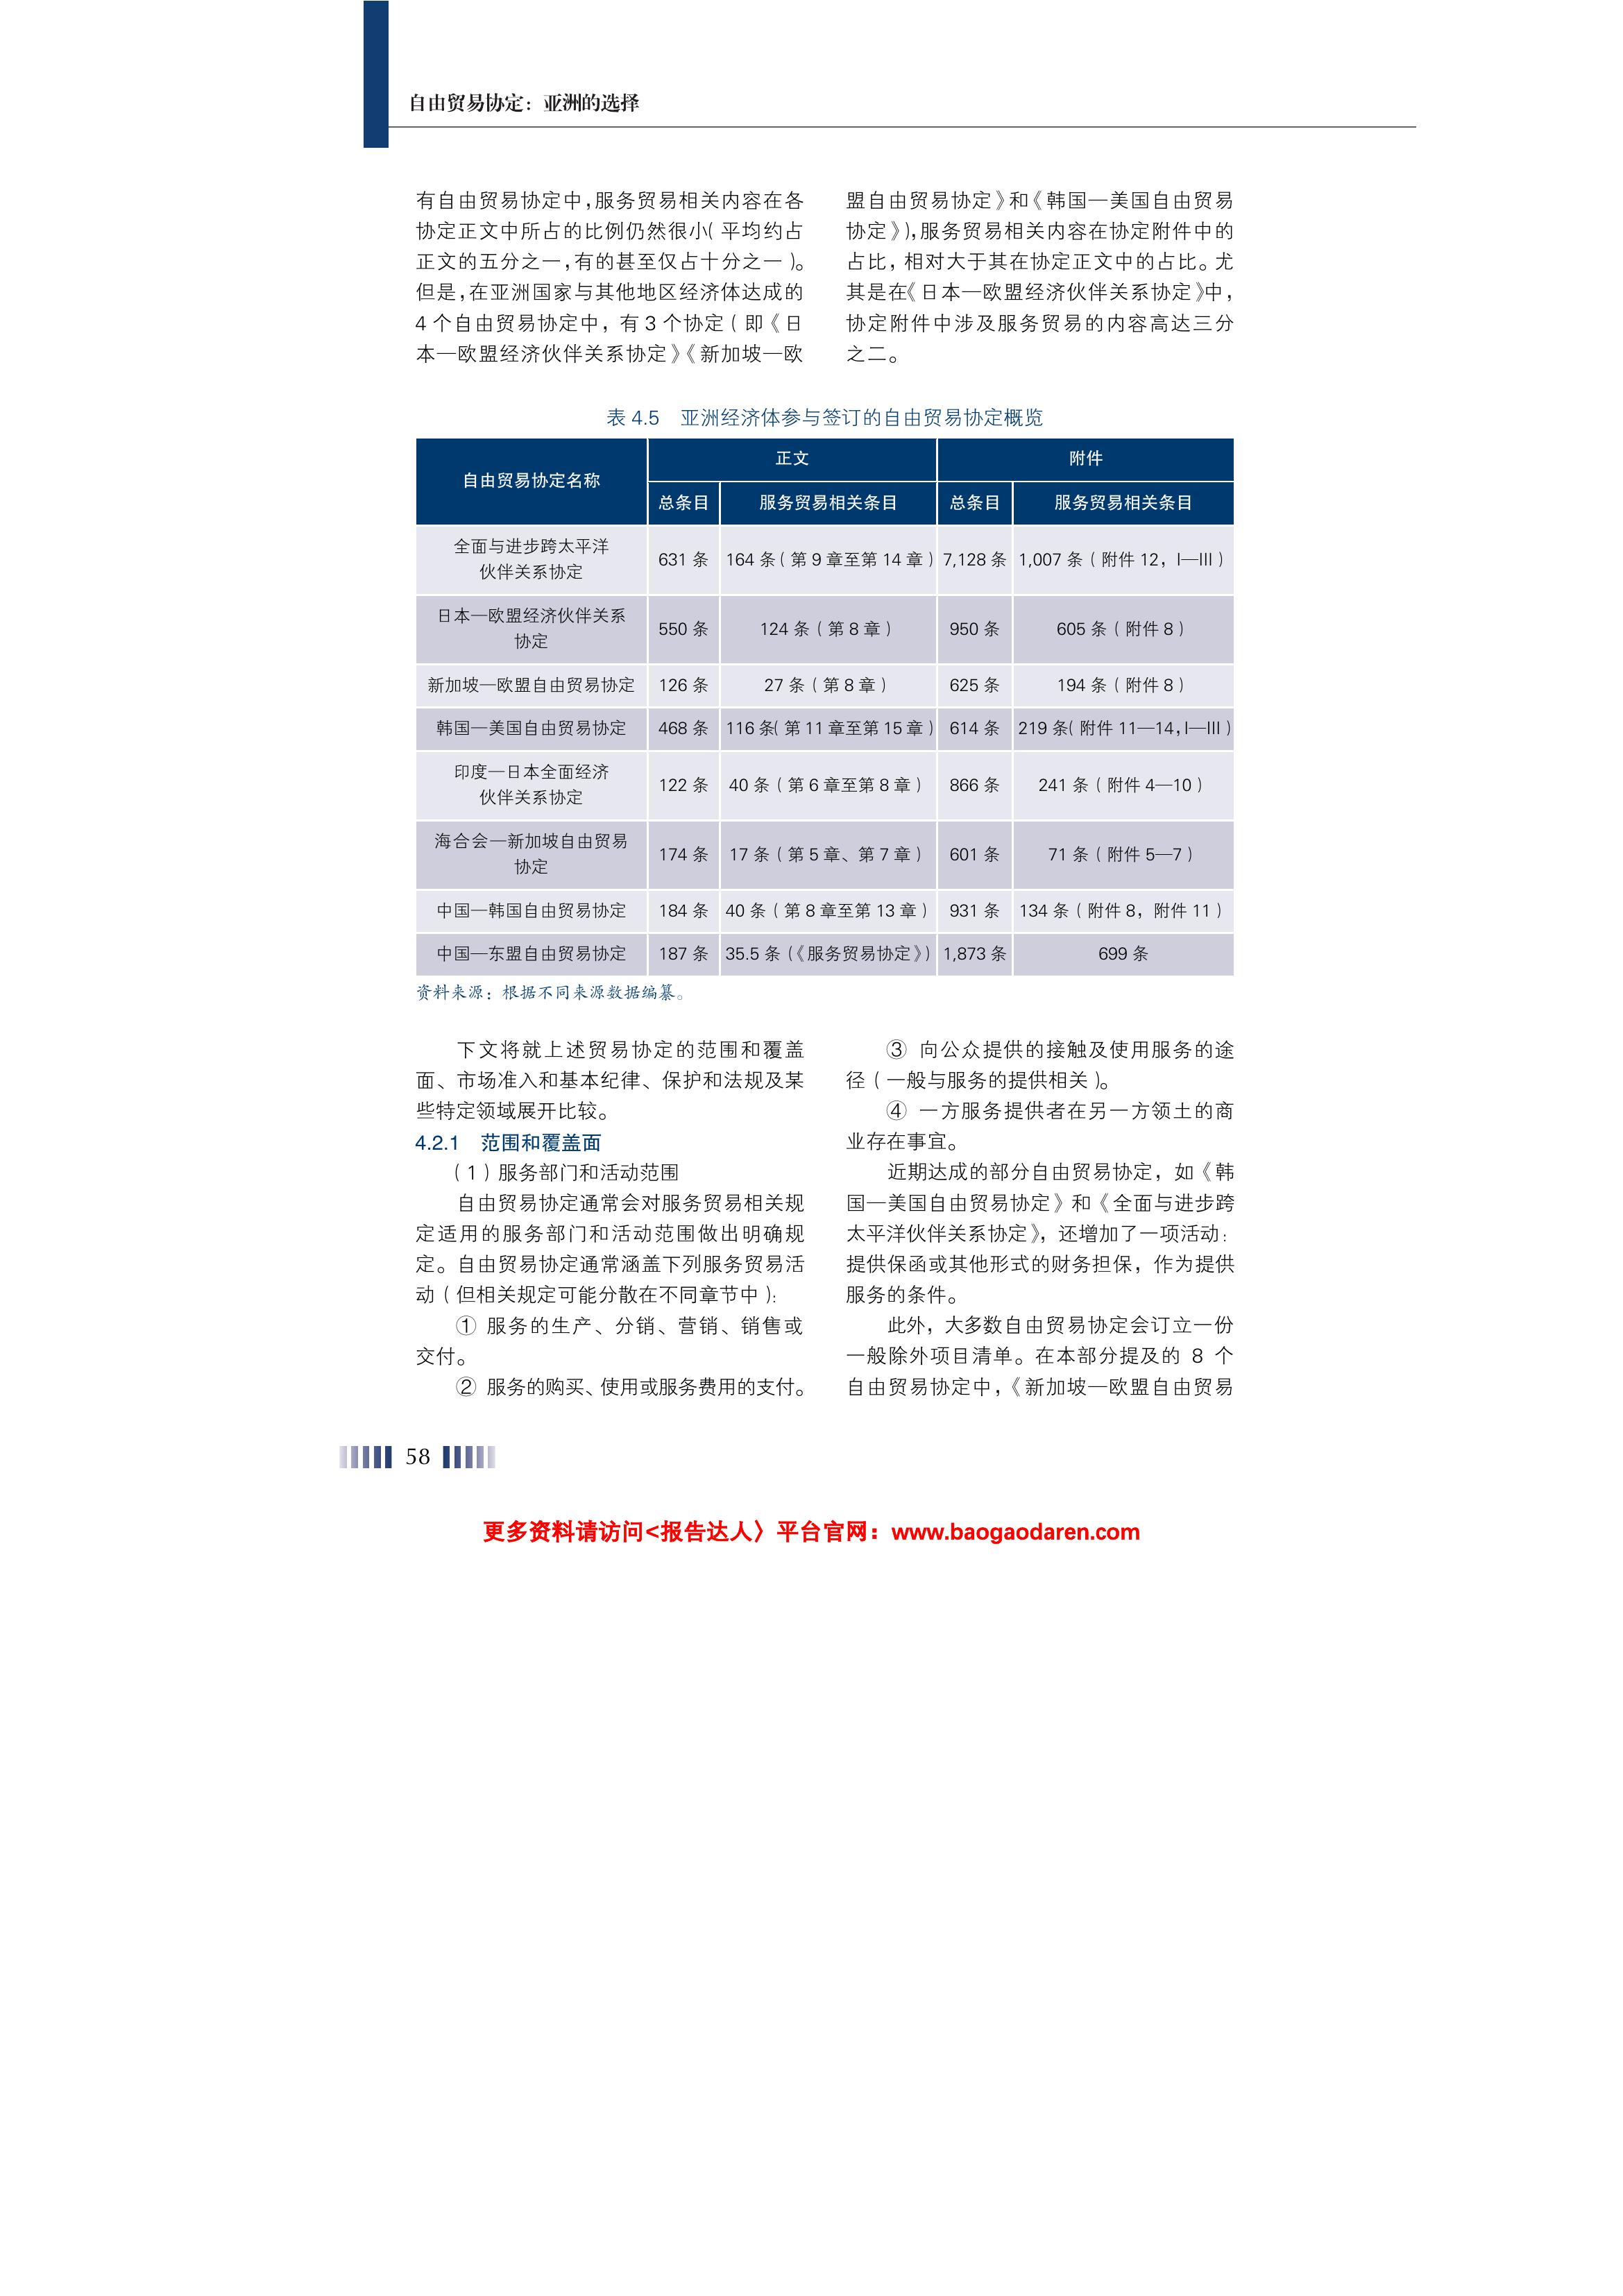 自由贸易协定：亚洲的选择
有自由贸易协定中，服务贸易相关内容在各
协定正文中所占的比例仍然很小（平均约占
正文的五分之一，有的甚至仅占十分之一）。
但是，在亚洲国家与其他地区经济体达成的
4 个自由贸易协定中，有 3 个协定（即《日
本—欧盟经济伙伴关系协定》《新加坡—欧
盟自由贸易协定》和《韩国—美国自由贸易
协定》），服务贸易相关内容在协定附件中的
占比，相对大于其在协定正文中的占比。尤
其是在《日本—欧盟经济伙伴关系协定》中，
协定附件中涉及服务贸易的内容高达三分
之二。
表 4.5 亚洲经济体参与签订的自由贸易协定概览
自由贸易协定名称 正文 附件
总条目 服务贸易相关条目 总条目 服务贸易相关条目
全面与进步跨太平洋
伙伴关系协定
631 条 164 条（第 9 章至第 14 章） 7,128 条 1,007 条（附件 12，I—III）
日本—欧盟经济伙伴关系
协定
550 条 124 条（第 8 章） 950 条 605 条（附件 8）
新加坡—欧盟自由贸易协定 126 条 27 条（第 8 章） 625 条 194 条（附件 8）
韩国—美国自由贸易协定 468 条 116 条（第 11 章至第 15 章） 614 条 219 条（附件 11—14，I—III）
印度—日本全面经济
伙伴关系协定
122 条 40 条（第 6 章至第 8 章） 866 条 241 条（附件 4—10）
海合会—新加坡自由贸易
协定
174 条 17 条（第 5 章、第 7 章） 601 条 71 条（附件 5—7）
中国—韩国自由贸易协定 184 条 40 条（第 8 章至第 13 章） 931 条 134 条（附件 8，附件 11）
中国—东盟自由贸易协定 187 条 35.5 条（《服务贸易协定》） 1,873 条 699 条
资料来源：根据不同来源数据编纂。
下文将就上述贸易协定的范围和覆盖
面、市场准入和基本纪律、保护和法规及某
些特定领域展开比较。
4.2.1 范围和覆盖面
（1）服务部门和活动范围
自由贸易协定通常会对服务贸易相关规
定适用的服务部门和活动范围做出明确规
定。自由贸易协定通常涵盖下列服务贸易活
动（但相关规定可能分散在不同章节中）：
① 服务的生产、分销、营销、销售或
交付。
② 服务的购买、使用或服务费用的支付。
③ 向公众提供的接触及使用服务的途
径（一般与服务的提供相关）。
④ 一方服务提供者在另一方领土的商
业存在事宜。
近期达成的部分自由贸易协定，如《韩
国—美国自由贸易协定》和《全面与进步跨
太平洋伙伴关系协定》，还增加了一项活动：
提供保函或其他形式的财务担保，作为提供
服务的条件。
此外，大多数自由贸易协定会订立一份
一般除外项目清单。在本部分提及的 8 个
自由贸易协定中，《新加坡—欧盟自由贸易
58
更多资料请访问<报告达人〉平台官网：www.baogaodaren.com